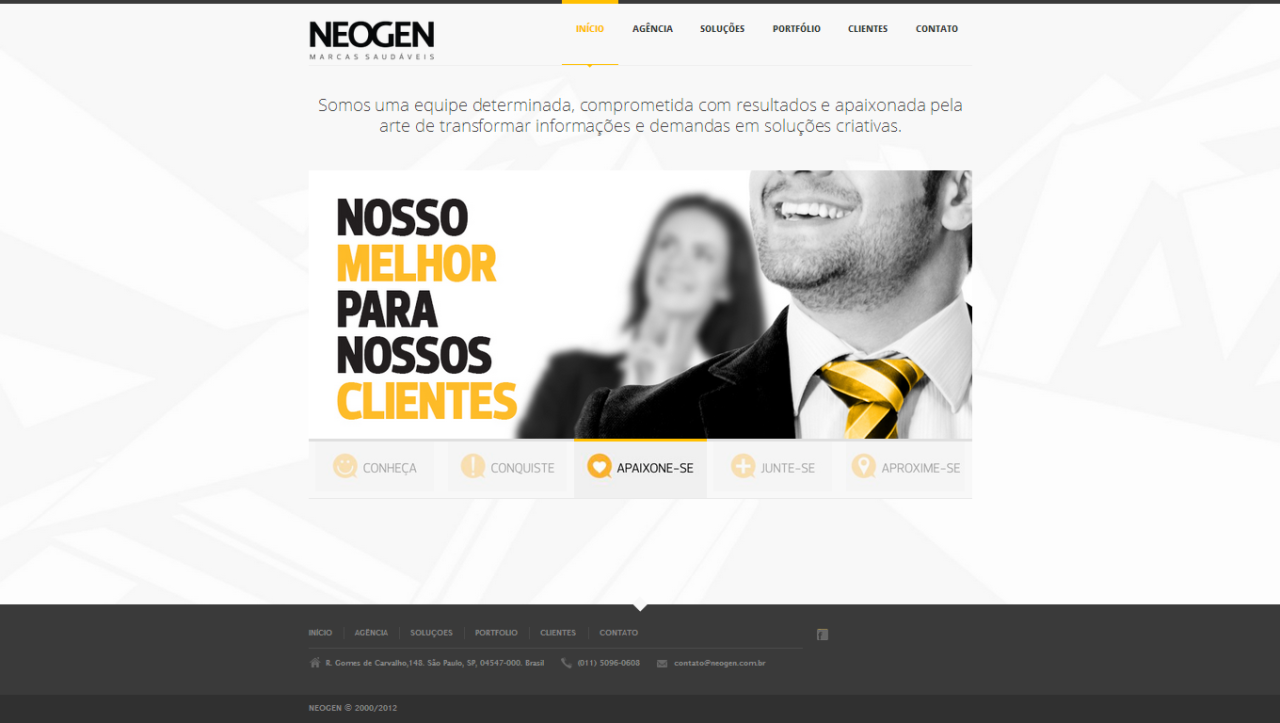 NEOGEN
MARCAS SAUDÁVEIS
INÍCIO AGÊNCIA SOLUÇÕES PORTFÓLIO CLIENTES CONTATO
Somos uma equipe determinada, comprometida com resultados e apaixonada pela
arte de transformar informações e demandas em soluções criativas.
NOSSO
MELHOR
PARA
NOSSOS
CLIENTES
CONHEÇA CONQUISTE APAIXONE-SE JUNTE-SE APROXIME-SE
INÍCIO AGÊNCIA SOLUÇOES PORTFOLIO CLIENTES CONTATO
R. Gomes de Carvalho,148. São Paulo, SP, 04547-000. Brasil (011) 5096-0608 contato@neogen.com.br
NEOGEN © 2000/2012